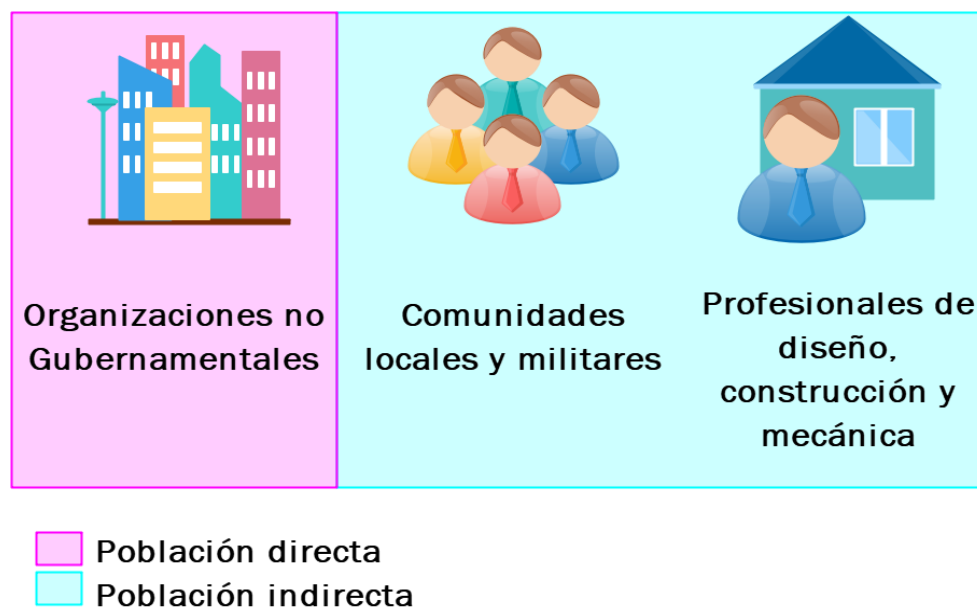 Organizaciones no
Gubernamentales
Comunidades
locales y militares
Profesionales de
diseño,
construcción y
mecánica
Población directa
Población indirecta